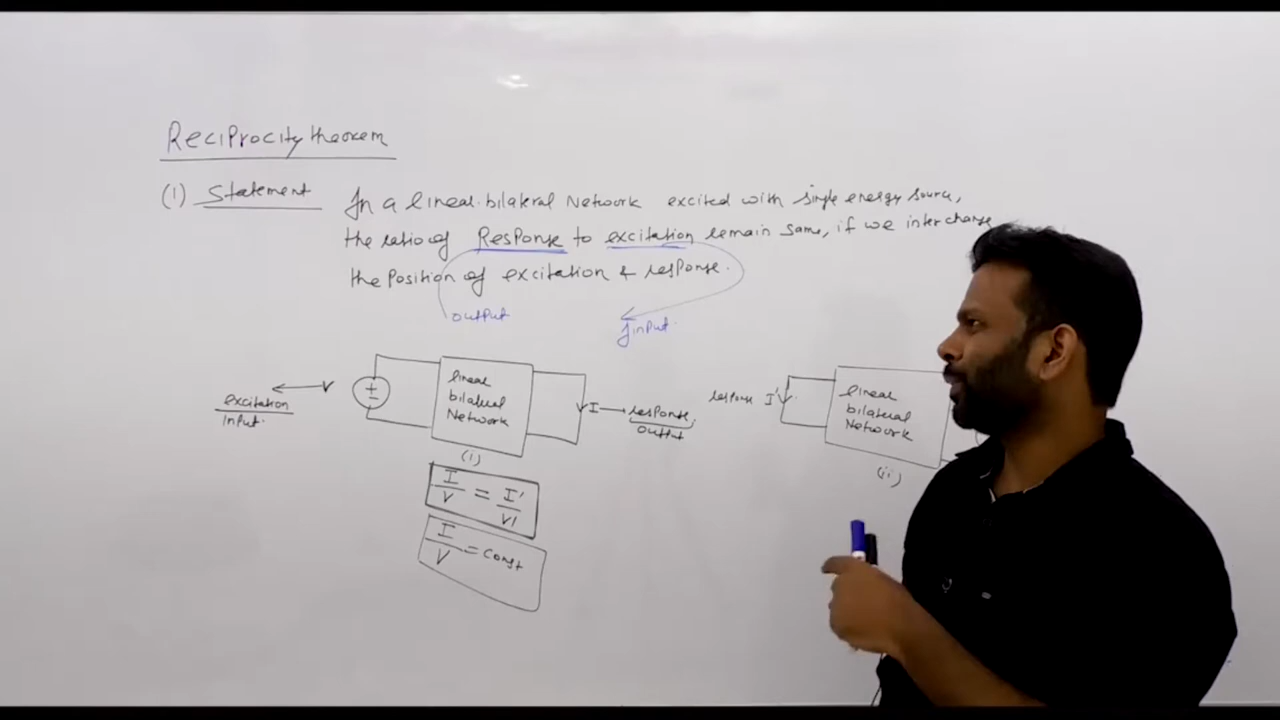 Reciprocity theorem
(1) Statement In a linear bilateral Network excited with single energy source,
the ratio of Response to excitation remain same, if we interchange
the Position of excitation & response.
output
input
excitation
input
V
+
-
linear
bilateral
Network
(i)
I
response
output
I/V = I'/V'
I/V = const
response I'
linear
bilateral
Network
(ii)